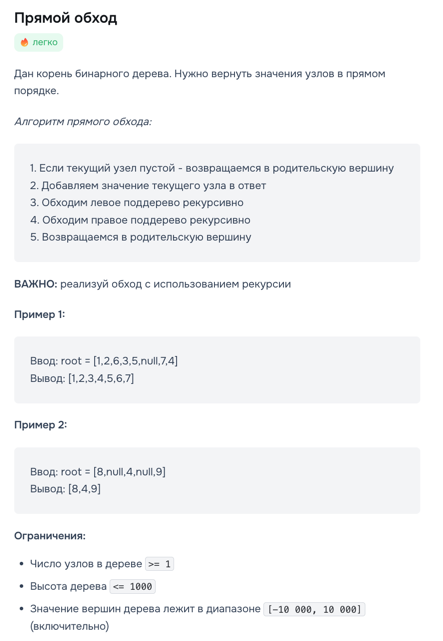 Прямой обход
🔥 легко
Дан корень бинарного дерева. Нужно вернуть значения узлов в прямом
порядке.
Алгоритм прямого обхода:
1. Если текущий узел пустой - возвращаемся в родительскую вершину
2. Добавляем значение текущего узла в ответ
3. Обходим левое поддерево рекурсивно
4. Обходим правое поддерево рекурсивно
5. Возвращаемся в родительскую вершину
ВАЖНО: реализуй обход с использованием рекурсии
Пример 1:
Ввод: root = [1,2,6,3,5,null,7,4]
Вывод: [1,2,3,4,5,6,7]
Пример 2:
Ввод: root = [8,null,4,null,9]
Вывод: [8,4,9]
Ограничения:
• Число узлов в дереве >= 1
• Высота дерева <= 1000
• Значение вершин дерева лежит в диапазоне [-10 000, 10 000]
(включительно)